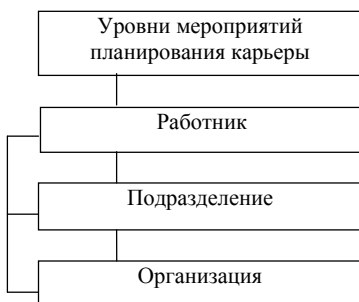 Уровни мероприятий
планирования карьеры
Работник
Подразделение
Организация